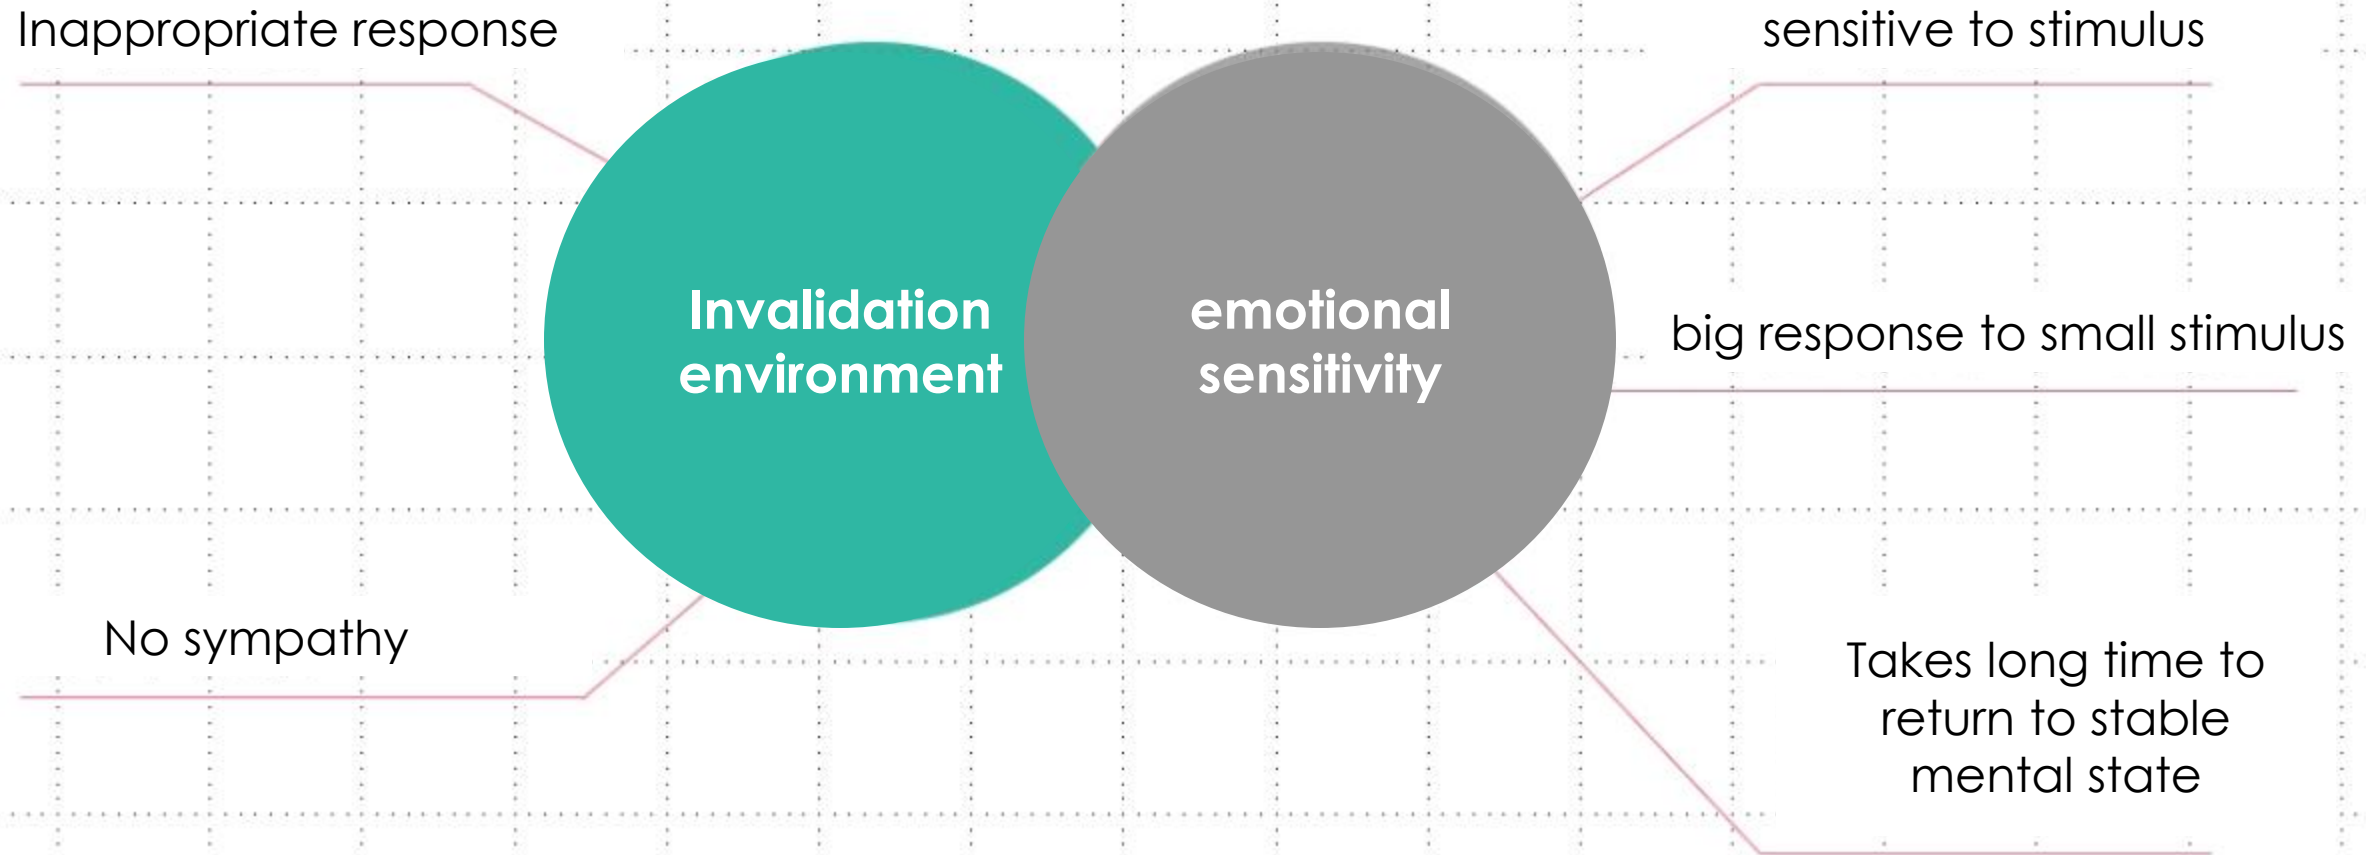 Inappropriate response
No sympathy
Invalidation
environment
emotional
sensitivity
sensitive to stimulus
big response to small stimulus
Takes long time to
return to stable
mental state